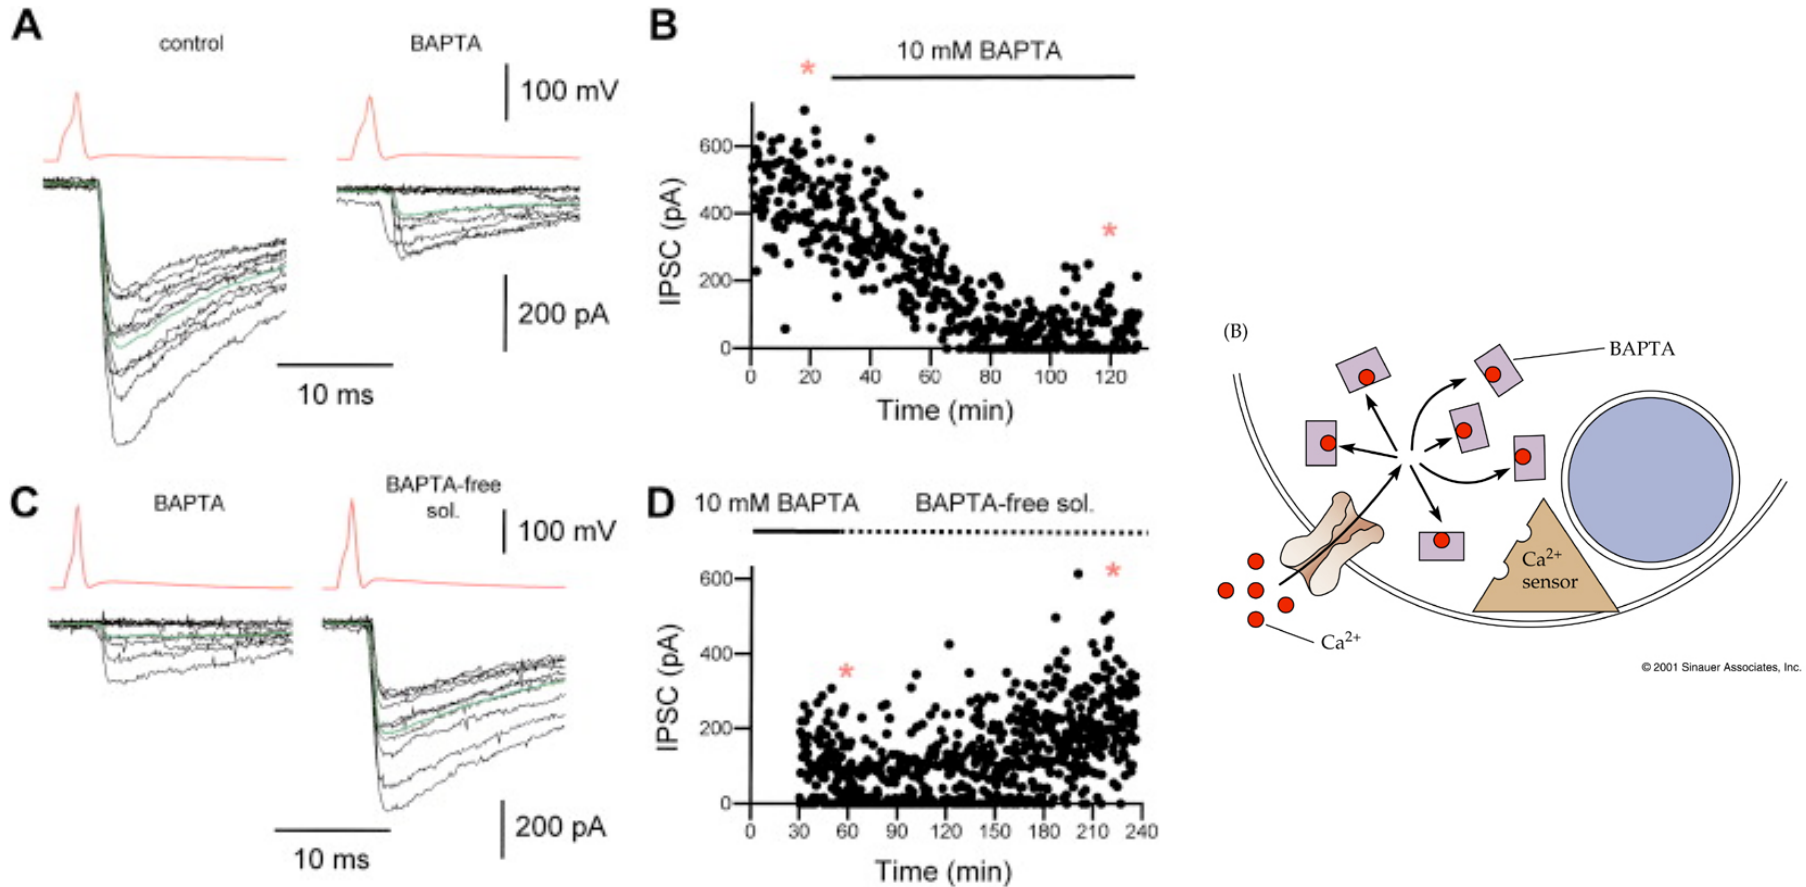 A
control
BAPTA
100 mV
200 pA
10 ms
B
10 mM BAPTA
*
*
IPSC (pA)
600
400
200
0
0 20 40 60 80 100 120
Time (min)
C
BAPTA
BAPTA-free
sol.
100 mV
200 pA
10 ms
D
10 mM BAPTA BAPTA-free sol.
*
*
IPSC (pA)
600
400
200
0
0 30 60 90 120 150 180 210 240
Time (min)
(B)
BAPTA
Ca²⁺
sensor
Ca²⁺
© 2001 Sinauer Associates, Inc.